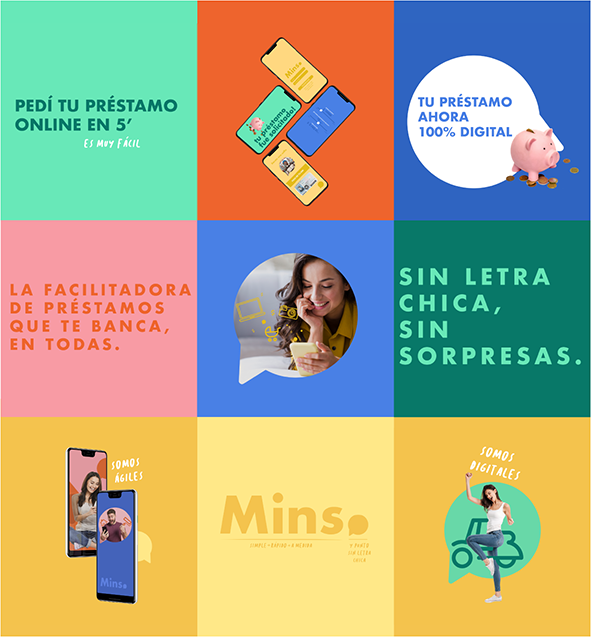 PEDÍ TU PRÉSTAMO
ONLINE EN 5’
ES MUY FÁCIL
Mins
tu préstamo
fue solicitado!
TU PRÉSTAMO
AHORA
100% DIGITAL
LA FACILITADORA
DE PRÉSTAMOS
QUE TE BANCA,
EN TODAS.
SIN LETRA
CHICA,
SIN
SORPRESAS.
SOMOS
ÁGILES
Mins.
Mins
SIMPLE • RÁPIDO • A MEDIDA
Y PORFA
SIN LETRA
CHICA
SOMOS
DIGITALES